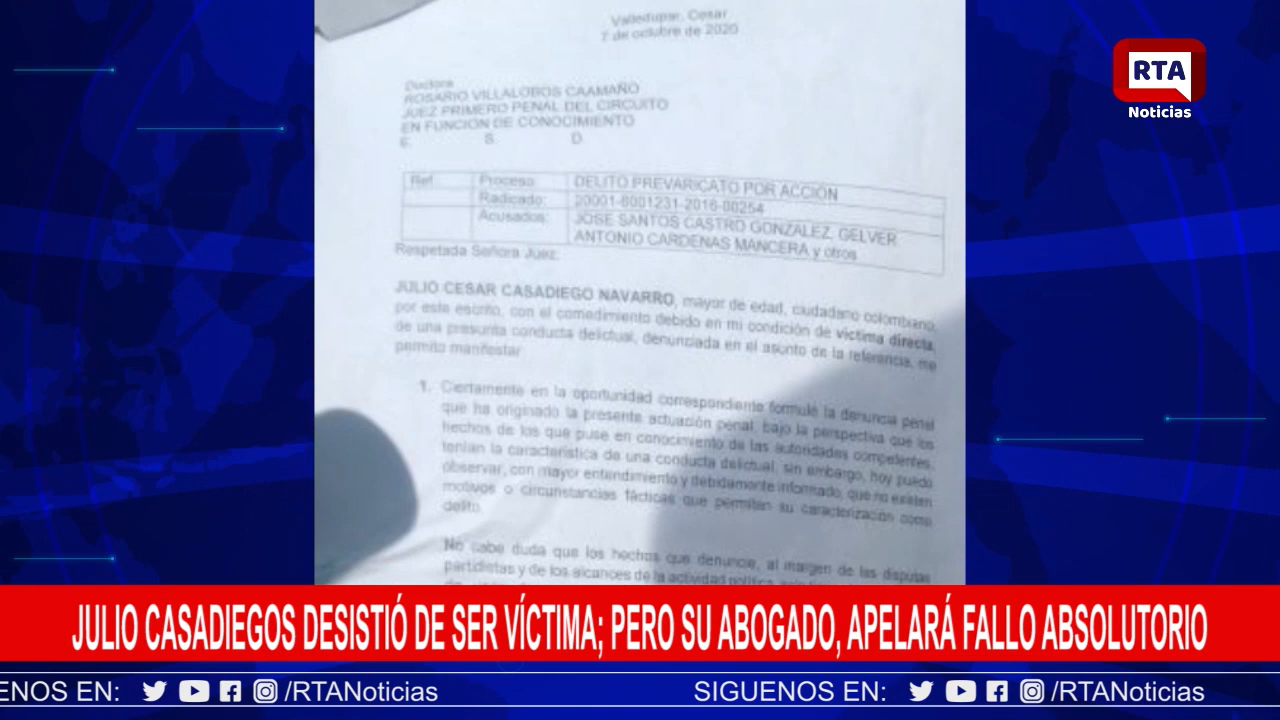 Valledupar, Cesar
7 de octubre de 2020
RTA
Noticias
Doctora
ROSARIO VILLALOBOS CAAMAÑO
JUEZ PRIMERO PENAL DEL CIRCUITO
EN FUNCIÓN DE CONOCIMIENTO
E. S. D.
Ref. Proceso: DELITO PREVARICATO POR ACCIÓN
Radicado: 20001-6001231-2016-00254
Acusados: JOSE SANTOS CASTRO GONZALEZ, GELVER
ANTONIO CARDENAS MANCERA y otros
Respetada Señora Juez:
JULIO CESAR CASADIEGO NAVARRO, mayor de edad, ciudadano colombiano,
por este escrito, con el comedimiento debido en mi condición de víctima directa,
de una presunta conducta delictual, denunciada en el asunto de la referencia, me
permito manifestar:
1. Ciertamente en la oportunidad correspondiente formulé la denuncia penal
que ha originado la presente actuación penal, bajo la perspectiva que los
hechos de los que puse en conocimiento de las autoridades competentes,
tenían la característica de una conducta delictual, sin embargo, hoy puedo
observar, con mayor entendimiento y debidamente informado, que no existen
motivos o circunstancias fácticas que permitan su caracterización como
delito.
No cabe duda que los hechos que denuncie, al margen de las disputas
partidistas y de los alcances de la actividad política
JULIO CASADIEGOS DESISTIÓ DE SER VÍCTIMA; PERO SU ABOGADO, APELARÁ FALLO ABSOLUTORIO
ENOS EN: /RTANoticias SIGUENOS EN: /RTANoticias